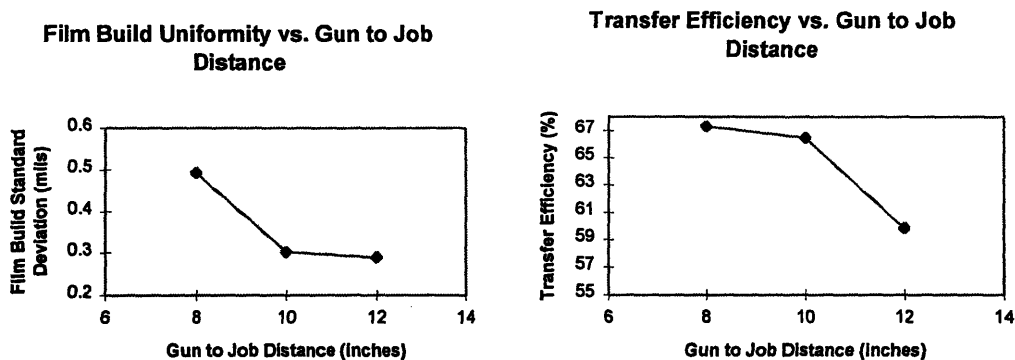 Film Build Uniformity vs. Gun to Job
Distance
Film Build Standard
Deviation (mils)
0.6
0.5
0.4
0.3
0.2
6 8 10 12 14
Gun to Job Distance (inches)
Transfer Efficiency vs. Gun to Job
Distance
Transfer Efficiency (%)
67
65
63
61
59
57
55
6 8 10 12 14
Gun to Job Distance (inches)